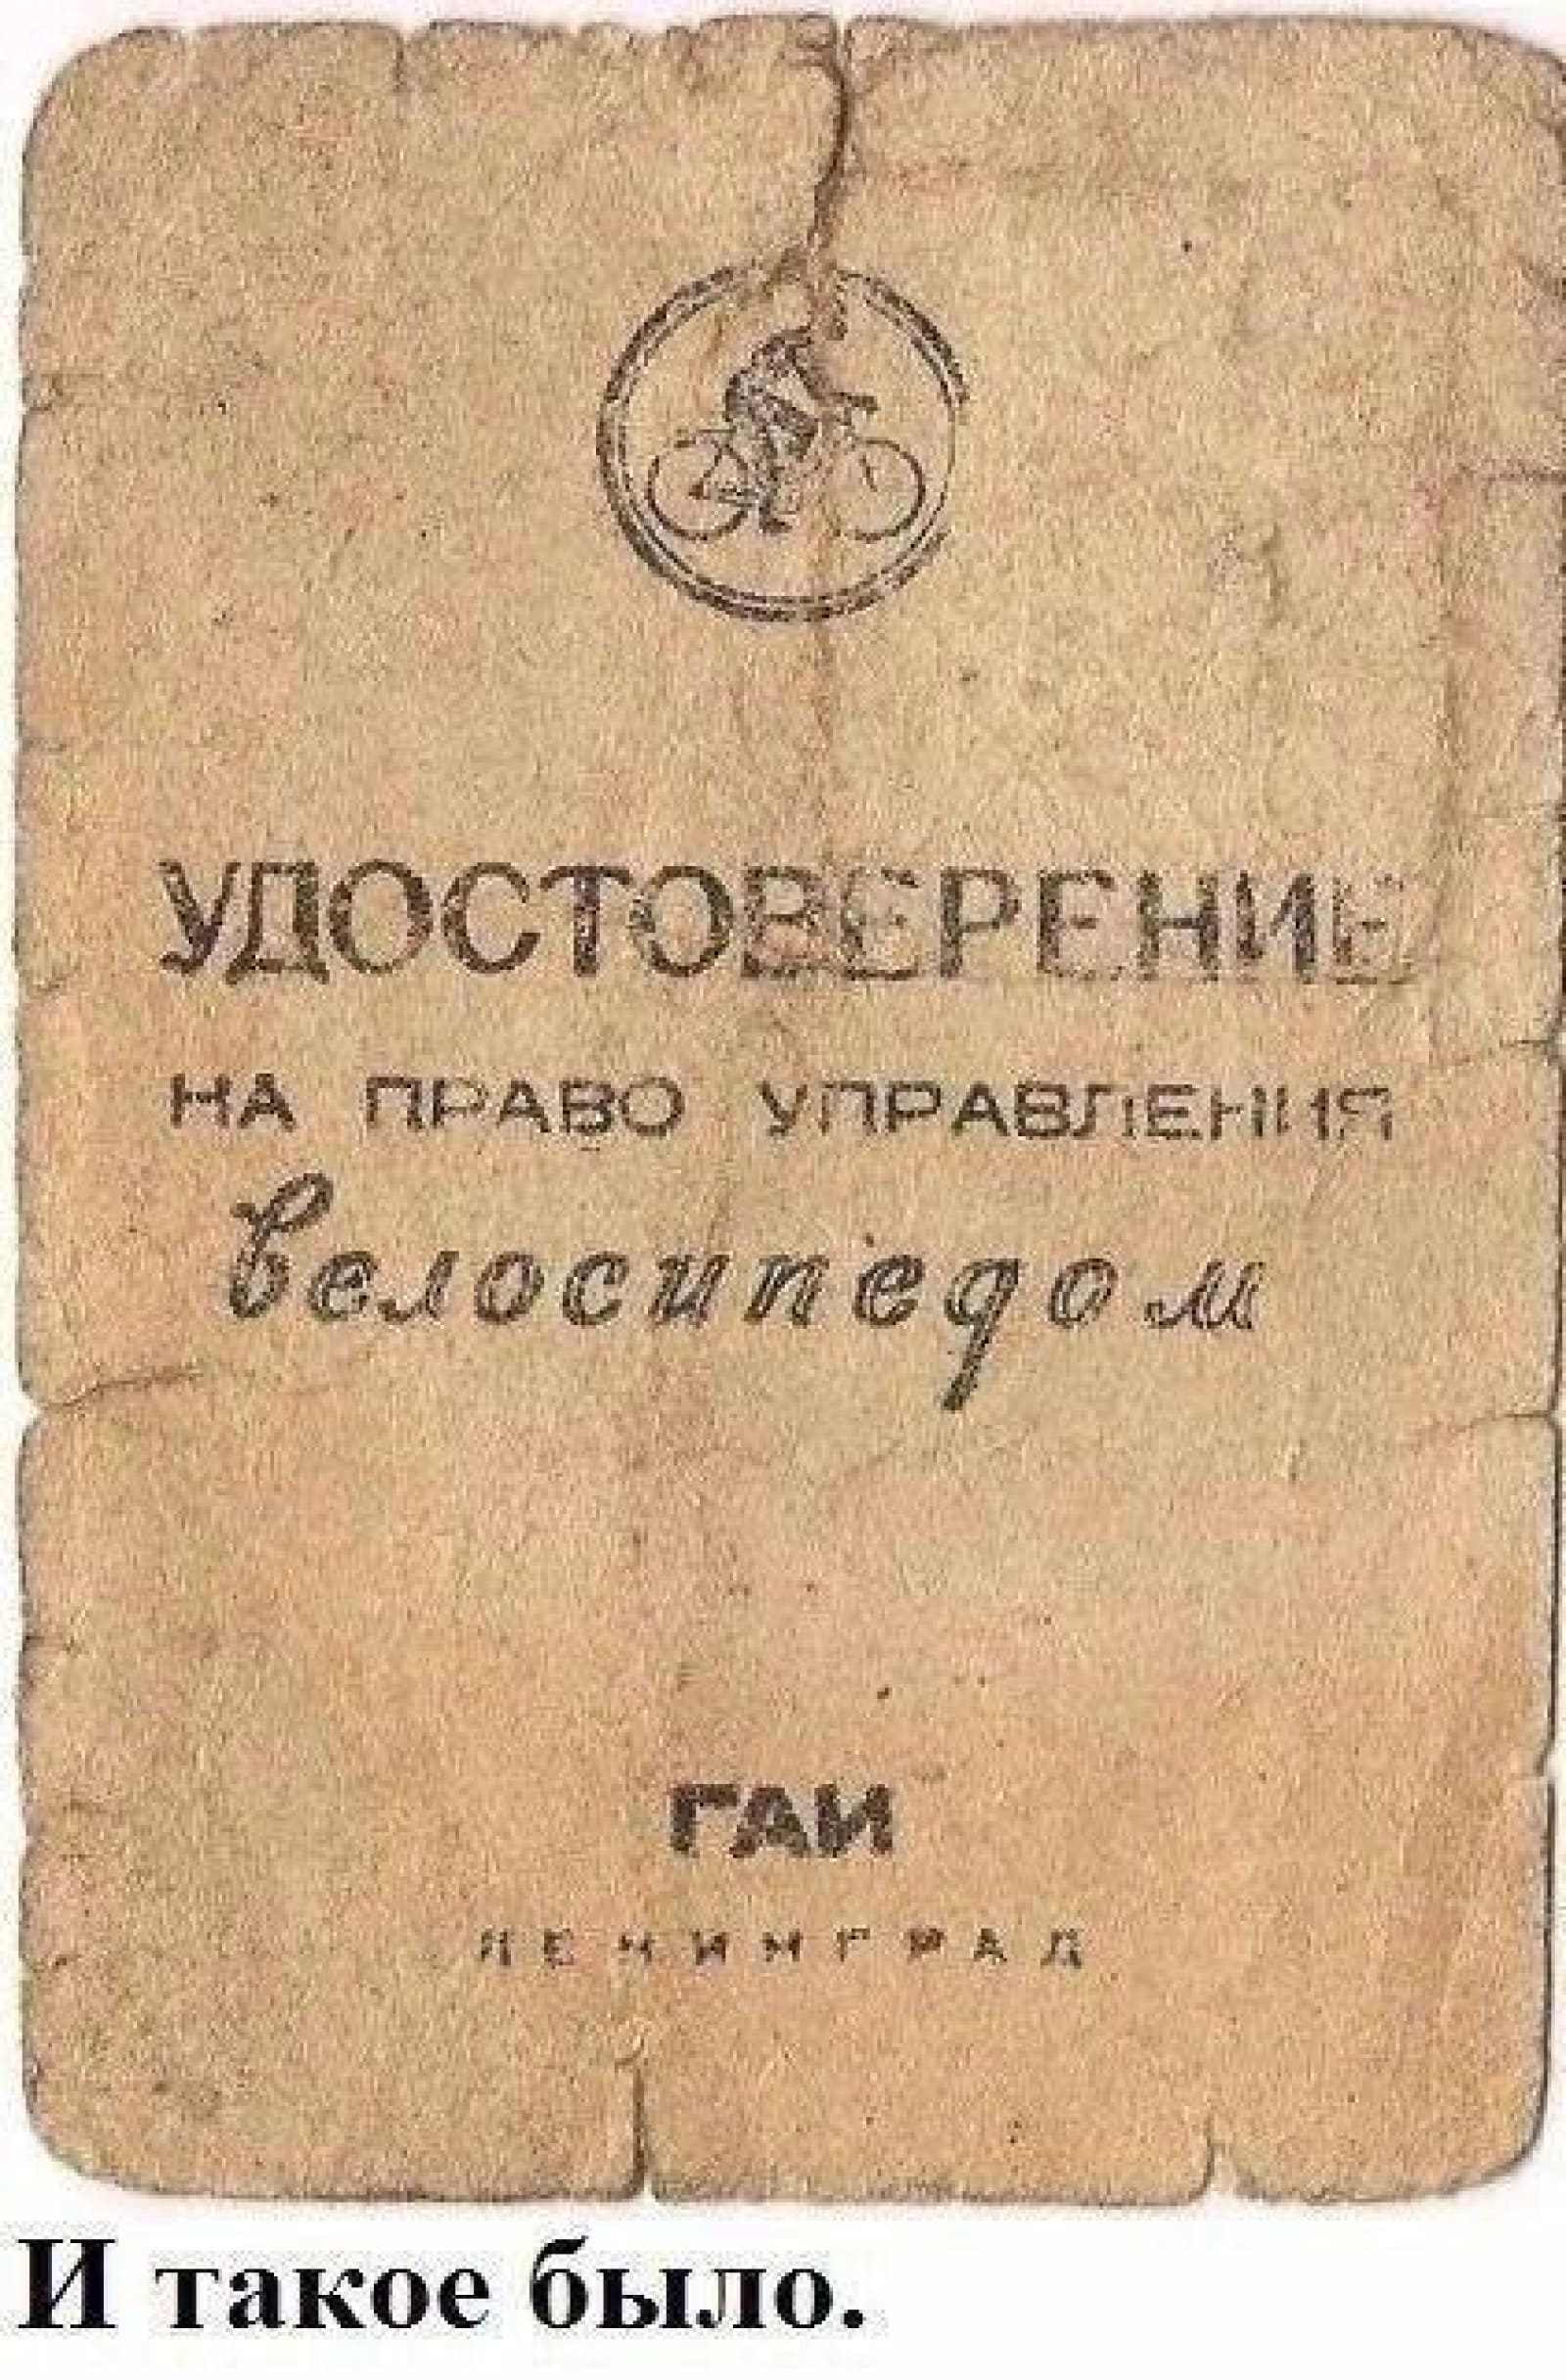 УДОСТОВЕРЕНИЕ
НА ПРАВО УПРАВЛЕНИЯ
велосипедом
ГАИ
ЛЕНИНГРАД
И такое было.